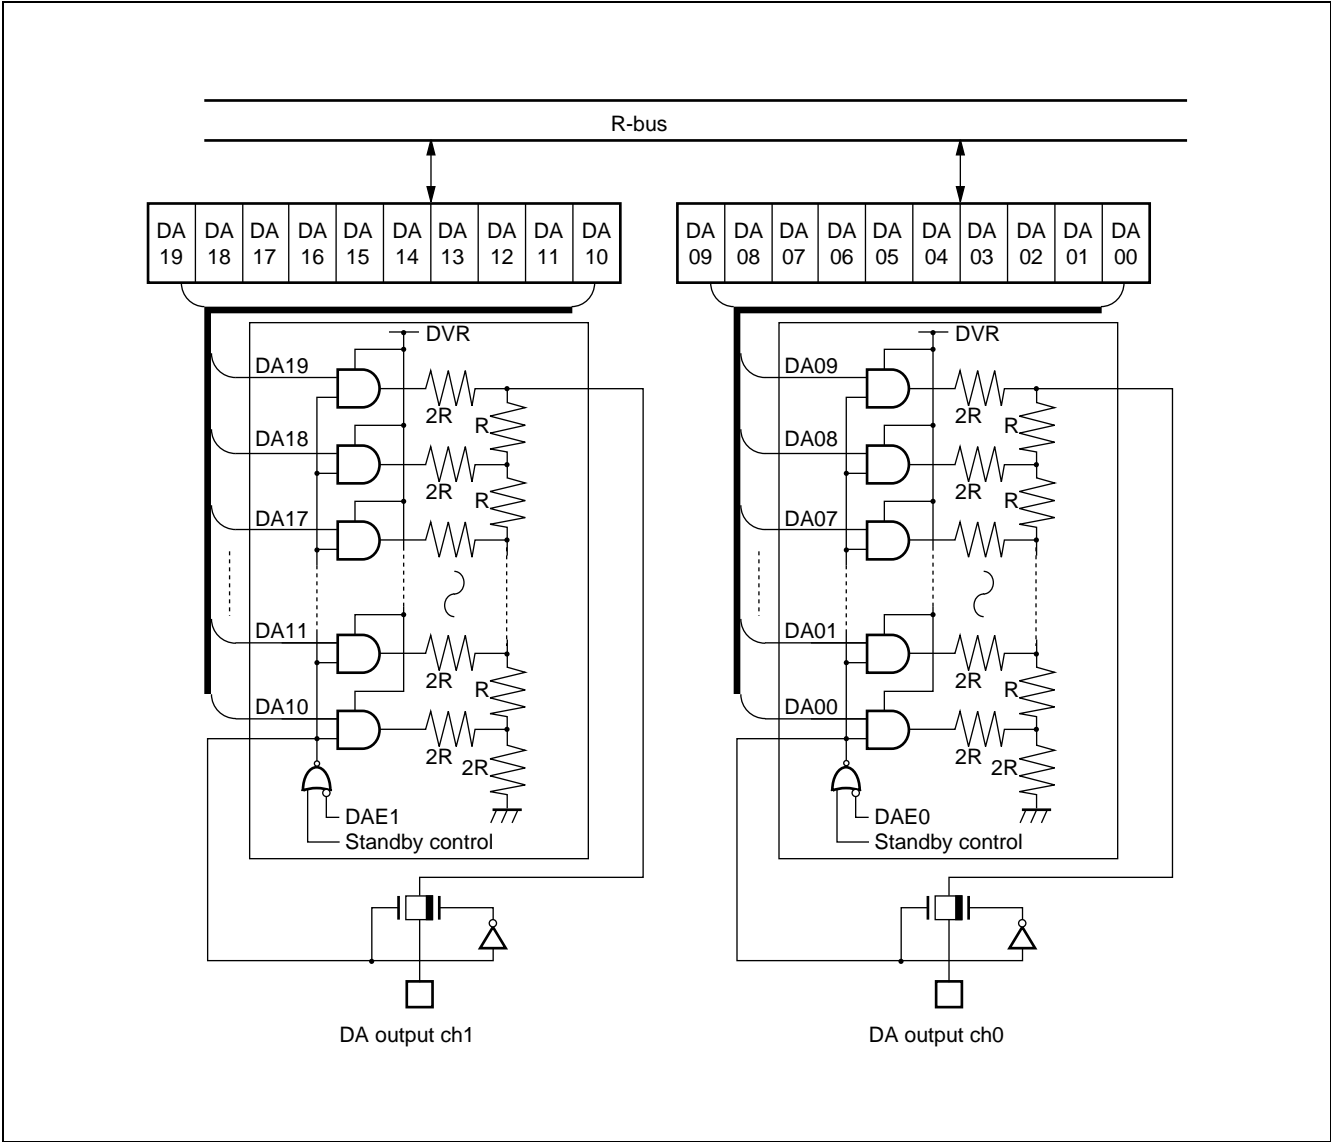 R-bus
DA 19 DA 18 DA 17 DA 16 DA 15 DA 14 DA 13 DA 12 DA 11 DA 10
DVR
DA19
2R
R
DA18
2R
R
DA17
DA11
2R
R
DA10
2R
2R
DAE1
Standby control
DA output ch1
DA 09 DA 08 DA 07 DA 06 DA 05 DA 04 DA 03 DA 02 DA 01 DA 00
DVR
DA09
2R
R
DA08
2R
R
DA07
DA01
2R
R
DA00
2R
2R
DAE0
Standby control
DA output ch0